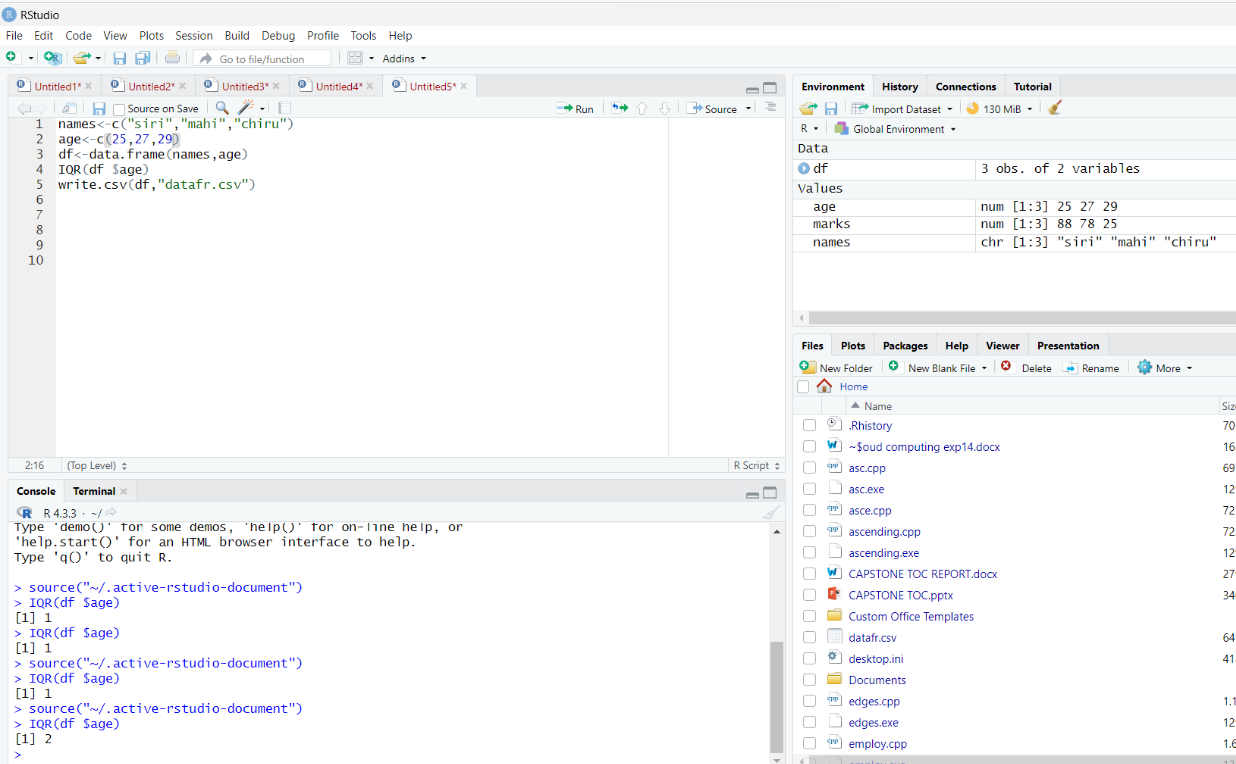 RStudio
File Edit Code View Plots Session Build Debug Profile Tools Help
Go to file/function Addins
Untitled1* Untitled2* Untitled3* Untitled4* Untitled5*
Source on Save Run Source
1 names<-c("siri","mahi","chiru")
2 age<-c(25,27,29)
3 df<-data.frame(names,age)
4 IQR(df $age)
5 write.csv(df,"datafr.csv")
6
7
8
9
10
2:16 (Top Level) R Script
Console Terminal
R 4.3.3 · ~/
Type 'demo()' for some demos, 'help()' for on-line help, or
'help.start()' for an HTML browser interface to help.
Type 'q()' to quit R.
> source("~/.active-rstudio-document")
> IQR(df $age)
[1] 1
> IQR(df $age)
[1] 1
> source("~/.active-rstudio-document")
> IQR(df $age)
[1] 1
> source("~/.active-rstudio-document")
> IQR(df $age)
[1] 2
>
Environment History Connections Tutorial
Import Dataset 130 MiB
R Global Environment
Data
df 3 obs. of 2 variables
Values
age num [1:3] 25 27 29
marks num [1:3] 88 78 25
names chr [1:3] "siri" "mahi" "chiru"
Files Plots Packages Help Viewer Presentation
New Folder New Blank File Delete Rename More
Home
Name
.Rhistory 70
~$oud computing exp14.docx 16
asc.cpp 69
asc.exe 12
asce.cpp 72
ascending.cpp 72
ascending.exe 12
CAPSTONE TOC REPORT.docx 27
CAPSTONE TOC.pptx 34
Custom Office Templates
datafr.csv 64
desktop.ini 41
Documents
edges.cpp 1.1
edges.exe 12
employ.cpp 1.6